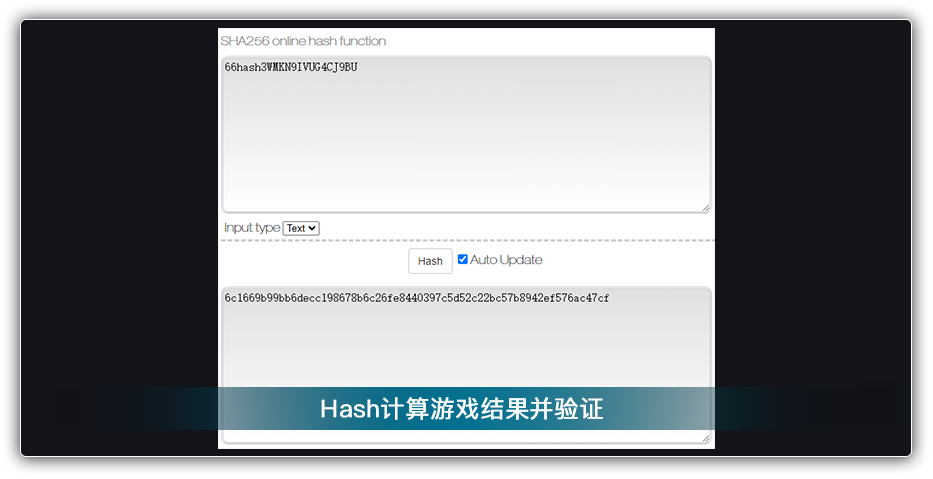 SHA256 online hash function
66hash3VMKN9IVUG4CJ9BU
Input type Text
Hash Auto Update
6c1669b99bb6decc198678b6c26fe8440397c5d52c22bc57b8942ef576ac47cf
Hash计算游戏结果并验证